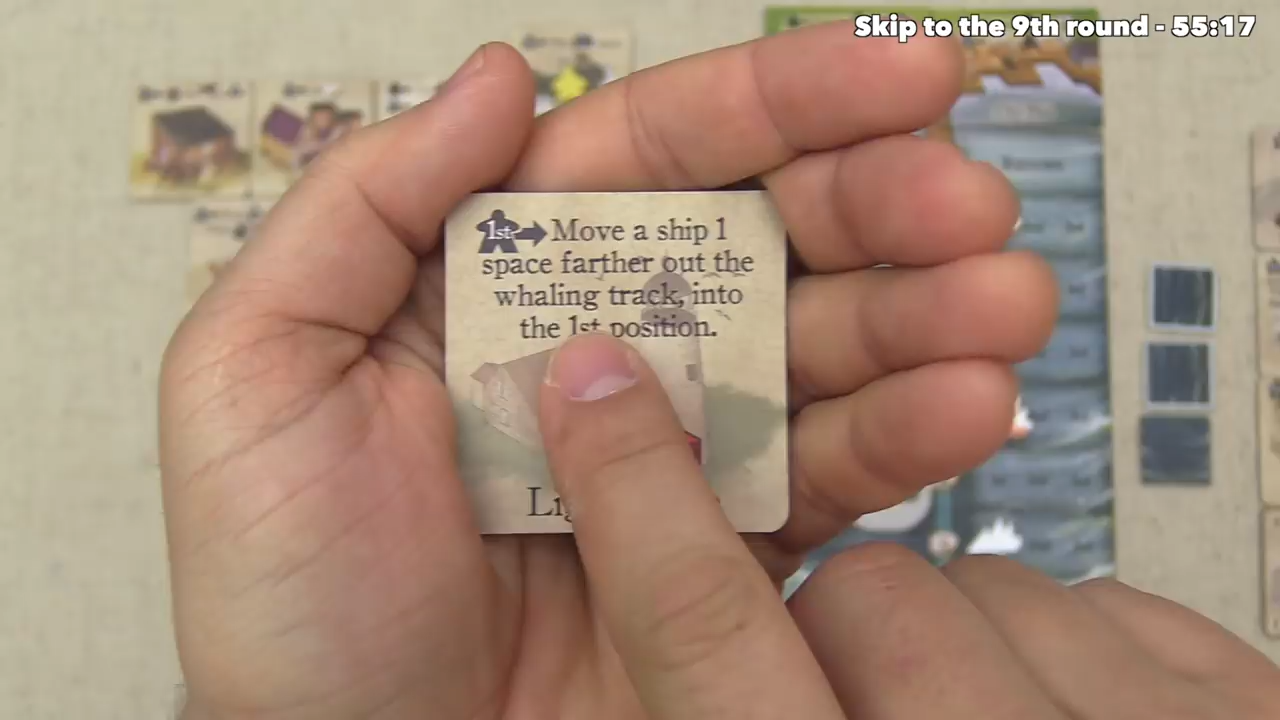 Skip to the 9th round - 55:17
1st Move a ship 1
space farther out the
whaling track, into
the 1st position.